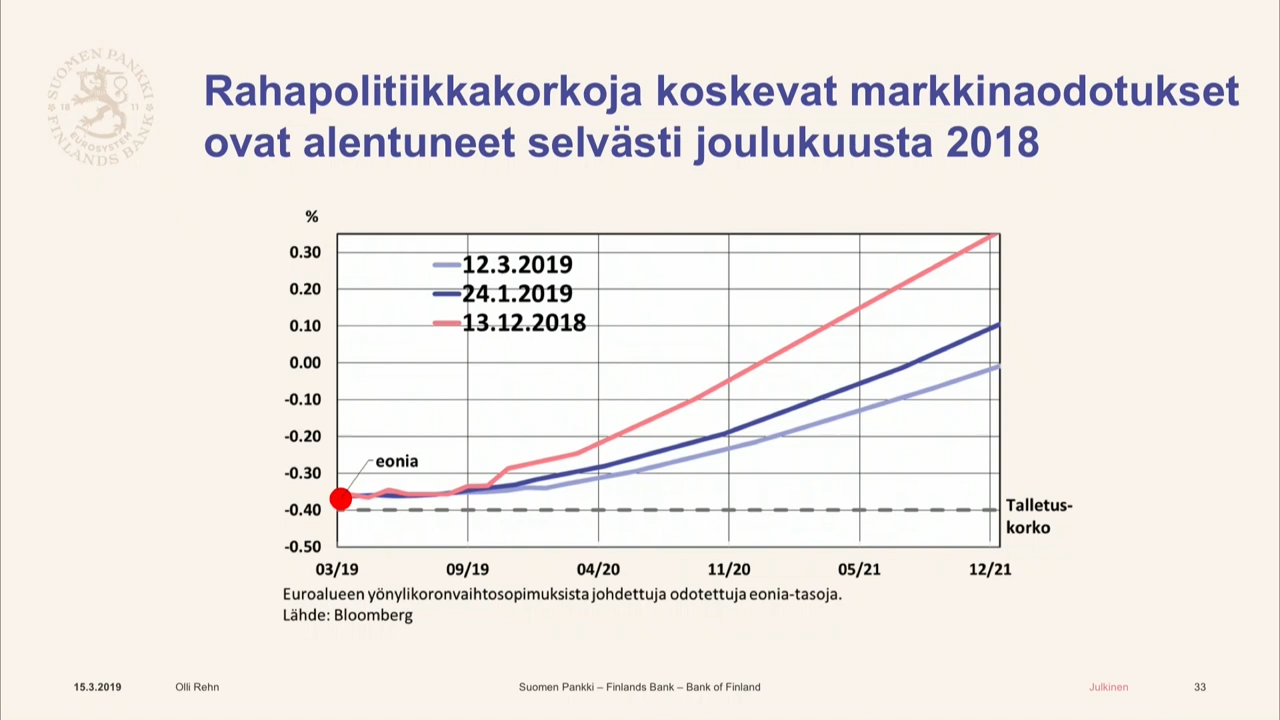 SUOMEN PANKKI
18 11
EUROSYSTEM
FINLANDS BANK
Rahapolitiikkakorkoja koskevat markkinaodotukset
ovat alentuneet selvästi joulukuusta 2018
%
0.30
0.20
0.10
0.00
-0.10
-0.20
-0.30
-0.40
-0.50
12.3.2019
24.1.2019
13.12.2018
eonia
Talletus-
korko
03/19 09/19 04/20 11/20 05/21 12/21
Euroalueen yönylikoronvaihtosopimuksista johdettuja odotettuja eonia-tasoja.
Lähde: Bloomberg
15.3.2019 Olli Rehn Suomen Pankki – Finlands Bank – Bank of Finland Julkinen 33